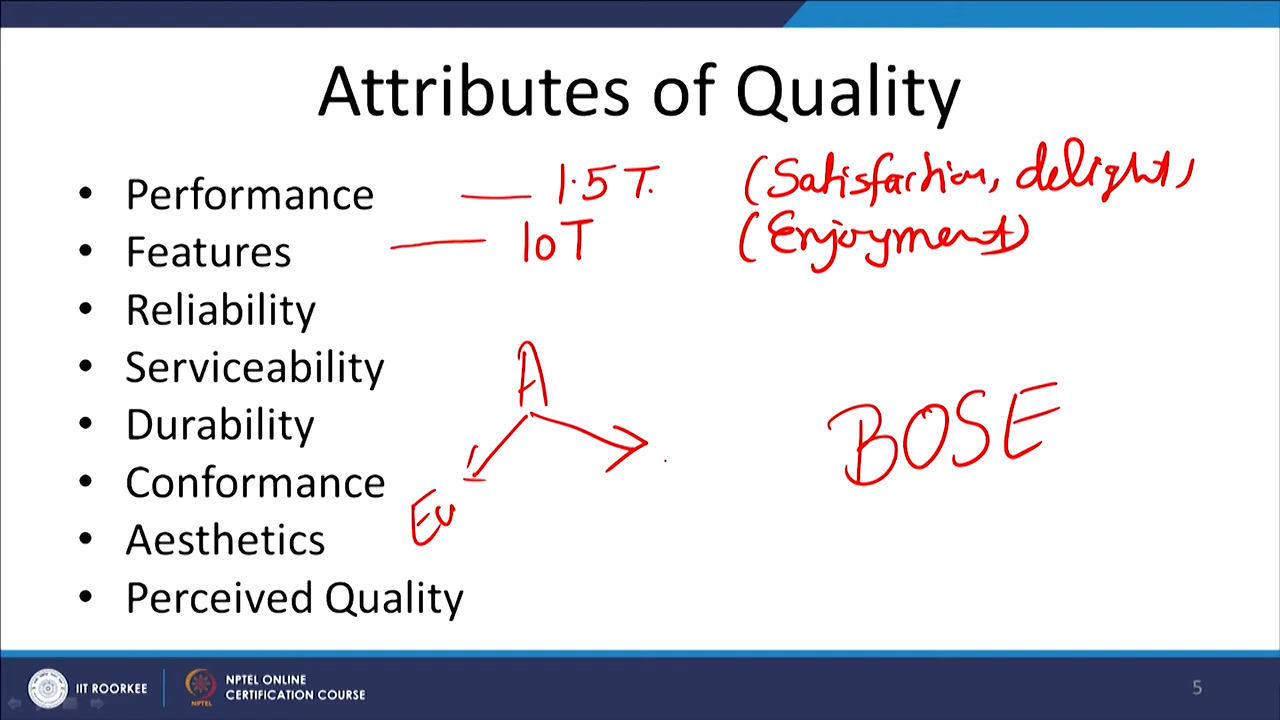 Attributes of Quality
• Performance — 1.5 T. (Satisfaction, delight,
• Features — 10T (Enjoyment)
• Reliability
• Serviceability
A
• Durability
BOSE
• Conformance
Eu
• Aesthetics
• Perceived Quality
IIT ROORKEE
NPTEL ONLINE
CERTIFICATION COURSE
NPTEL
5